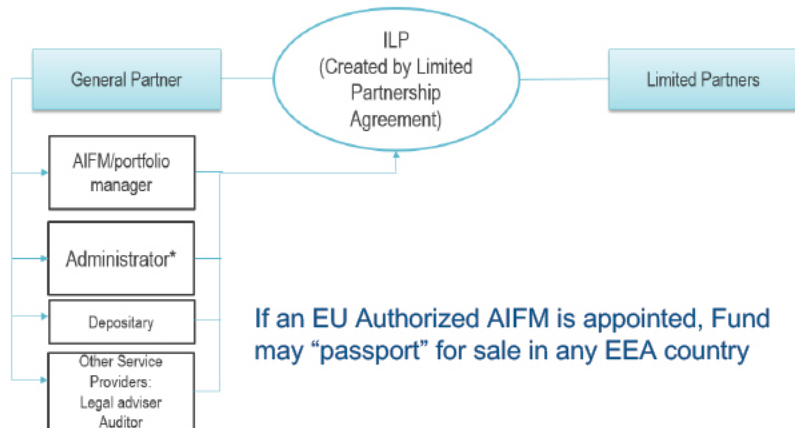 ILP
(Created by Limited
Partnership
Agreement)
General Partner
Limited Partners
AIFM/portfolio
manager
Administrator*
Depositary
Other Service
Providers:
Legal adviser
Auditor
If an EU Authorized AIFM is appointed, Fund
may “passport” for sale in any EEA country